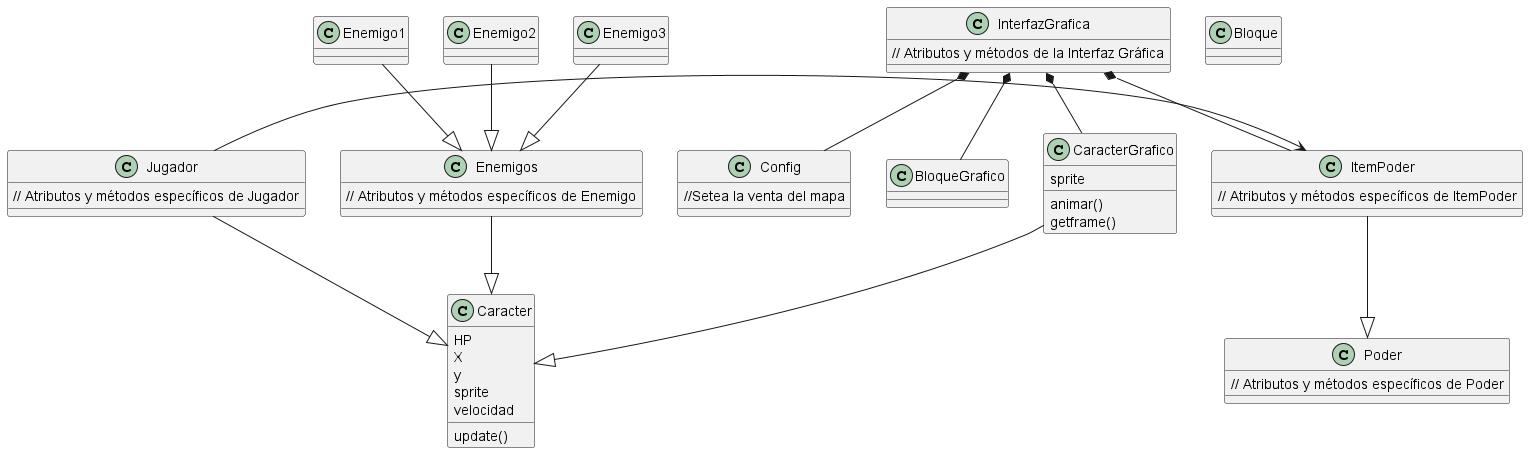 Enemigo1
Enemigo2
Enemigo3
InterfazGrafica
// Atributos y métodos de la Interfaz Gráfica
Bloque
Jugador
// Atributos y métodos específicos de Jugador
Enemigos
// Atributos y métodos específicos de Enemigo
Config
//Setea la venta del mapa
BloqueGrafico
CaracterGrafico
sprite
animar()
getframe()
ItemPoder
// Atributos y métodos específicos de ItemPoder
Caracter
HP
X
y
sprite
velocidad
update()
Poder
// Atributos y métodos específicos de Poder